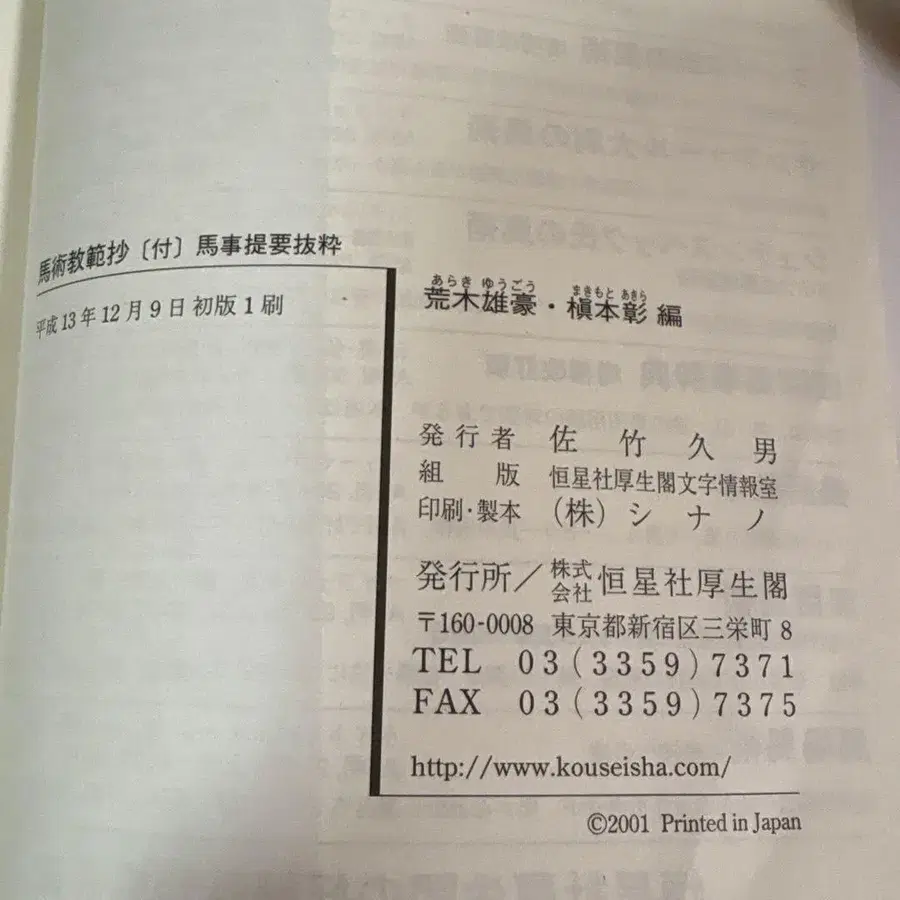 馬術教範抄〔付〕馬事提要抜粋
平成13年12月9日 初版1刷
あらき ゆうごう まきもと あきら
荒木雄豪・槇本彰 編
発行者 佐竹久男
組版 恒星社厚生閣文字情報室
印刷・製本 (株)シナノ
発行所／株式会社 恒星社厚生閣
〒160-0008 東京都新宿区三栄町8
TEL 03(3359)7371
FAX 03(3359)7375
http://www.kouseisha.com/
©2001 Printed in Japan